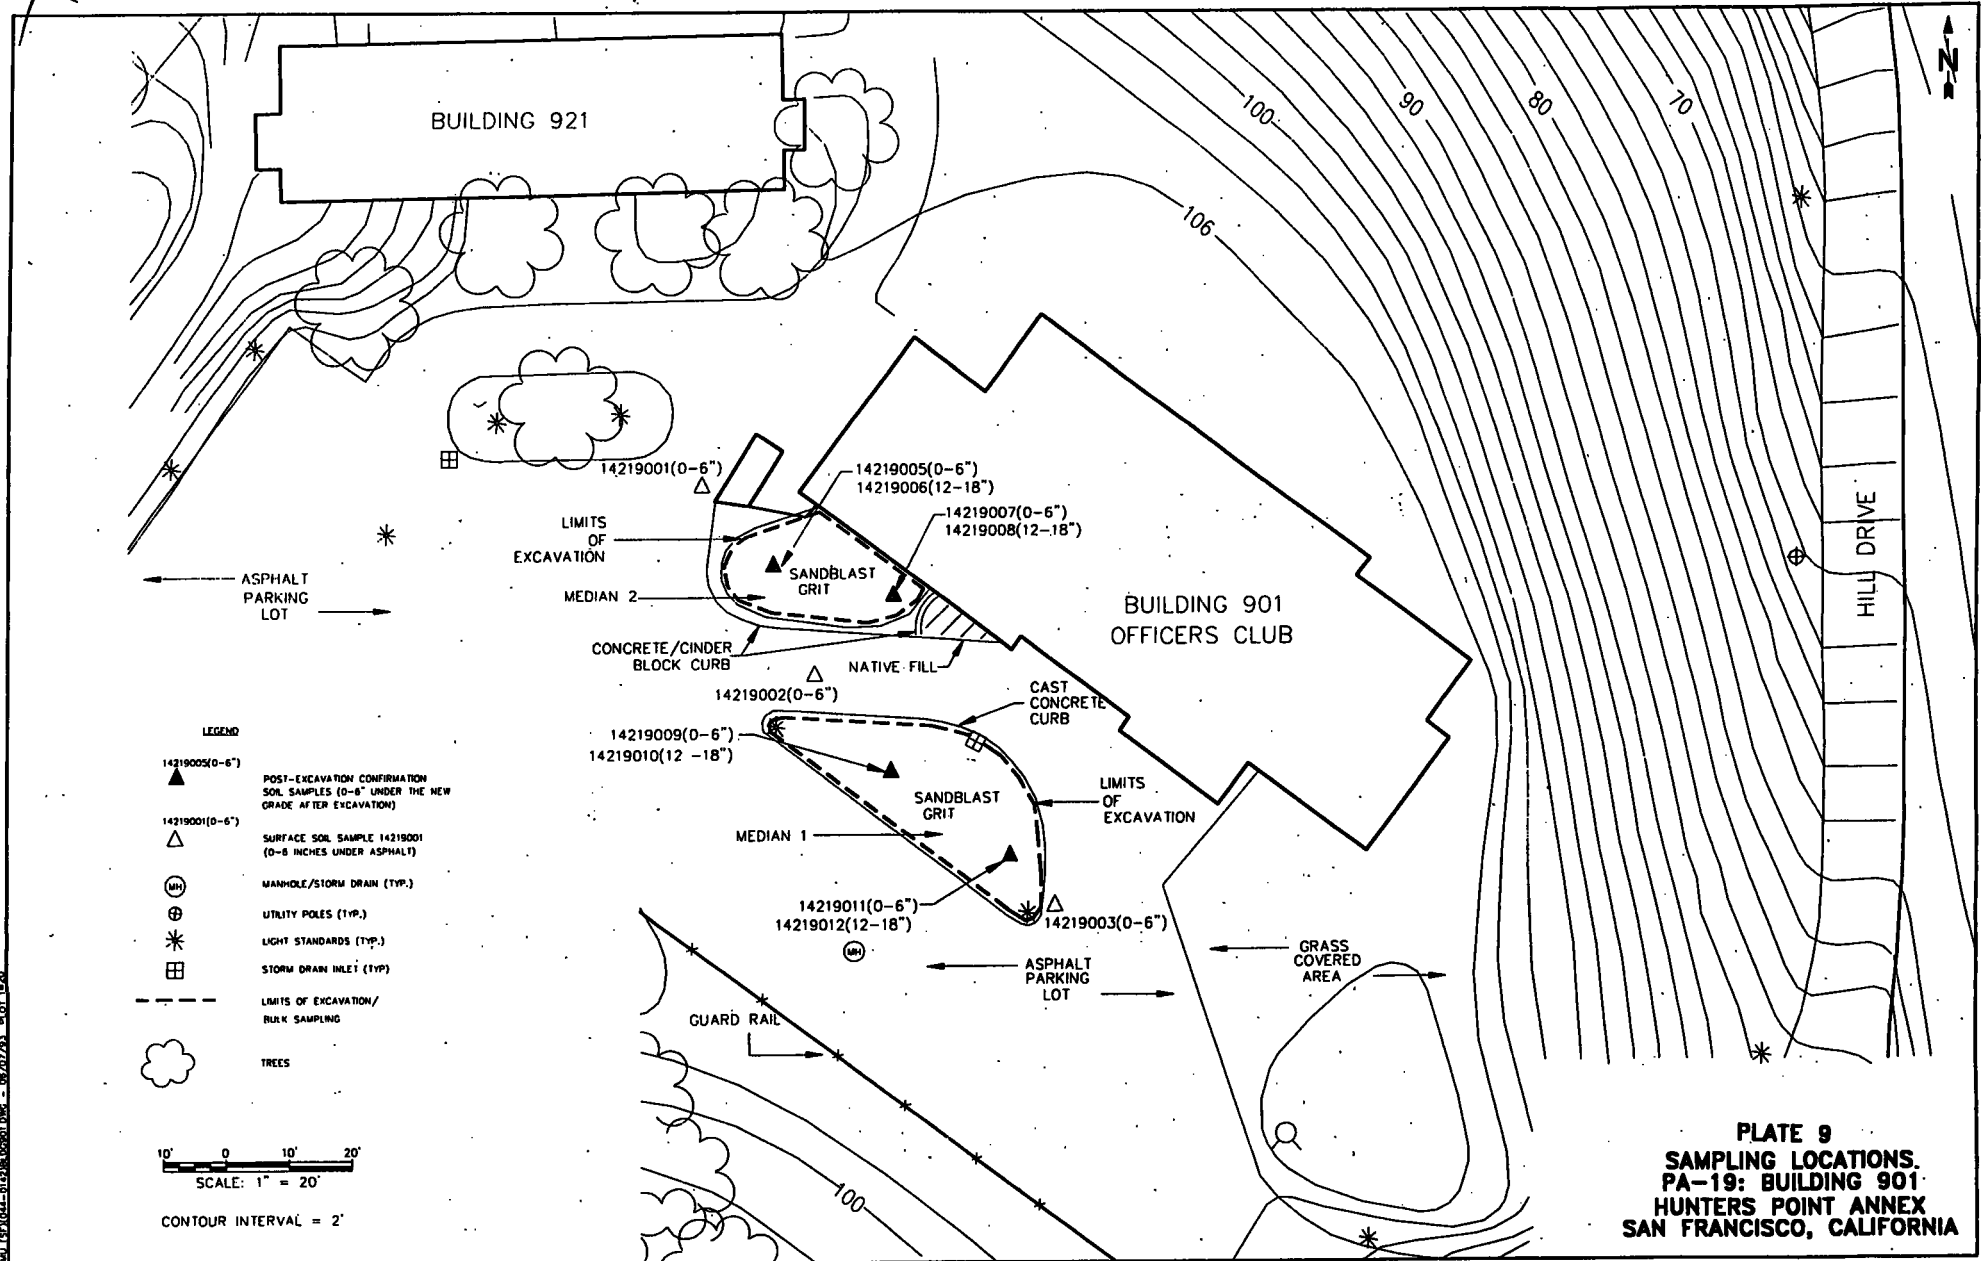 N
BUILDING 921
100
90
80
70
106
HILL DRIVE
14219001(0-6")
14219005(0-6")
14219006(12-18")
14219007(0-6")
14219008(12-18")
LIMITS
OF
EXCAVATION
SANDBLAST
GRIT
MEDIAN 2
ASPHALT
PARKING
LOT
BUILDING 901
OFFICERS CLUB
CONCRETE/CINDER
BLOCK CURB
NATIVE FILL
14219002(0-6")
CAST
CONCRETE
CURB
14219009(0-6")
14219010(12 -18")
SANDBLAST
GRIT
LIMITS
OF
EXCAVATION
MEDIAN 1
14219011(0-6")
14219012(12-18")
MH
14219003(0-6")
ASPHALT
PARKING
LOT
GRASS
COVERED
AREA
GUARD RAIL
100
LEGEND
14219005(0-6")
POST-EXCAVATION CONFIRMATION
SOIL SAMPLES (0-6" UNDER THE NEW
GRADE AFTER EXCAVATION)
14219001(0-6")
SURFACE SOIL SAMPLE 14219001
(0-6 INCHES UNDER ASPHALT)
MH
MANHOLE/STORM DRAIN (TYP.)
UTILITY POLES (TYP.)
LIGHT STANDARDS (TYP.)
STORM DRAIN INLET (TYP)
LIMITS OF EXCAVATION/
BULK SAMPLING
TREES
10' 0 10' 20'
SCALE: 1" = 20'
CONTOUR INTERVAL = 2'
PLATE 9
SAMPLING LOCATIONS.
PA-19: BUILDING 901
HUNTERS POINT ANNEX
SAN FRANCISCO, CALIFORNIA